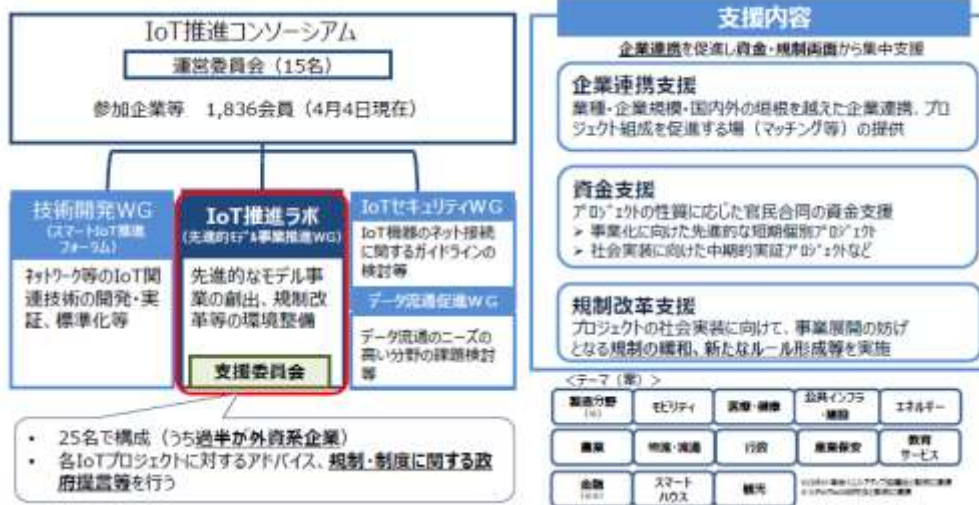 IoT推進コンソーシアム
運営委員会（15名）
参加企業等　1,836会員（4月4日現在）
技術開発WG
(スマートIoT推進
フォーラム)
ﾈｯﾄﾜｰｸ等のIoT関
連技術の開発・実
証、標準化等
IoT推進ラボ
(先進的ﾓﾃﾞﾙ事業推進WG)
先進的なモデル事
業の創出、規制改
革等の環境整備
支援委員会
IoTセキュリティWG
IoT機器のネット接続
に関するガイドラインの
検討等
データ流通促進WG
データ流通のニーズの
高い分野の課題検討
等
• 25名で構成（うち過半が外資系企業）
• 各IoTプロジェクトに対するアドバイス、規制・制度に関する政
府提言等を行う
支援内容
企業連携を促進し資金・規制両面から集中支援
企業連携支援
業種・企業規模・国内外の垣根を越えた企業連携、プロ
ジェクト組成を促進する場（マッチング等）の提供
資金支援
ﾌﾟﾛｼﾞｪｸﾄの性質に応じた官民合同の資金支援
➢ 事業化に向けた先進的な短期個別ﾌﾟﾛｼﾞｪｸﾄ
➢ 社会実装に向けた中期的実証ﾌﾟﾛｼﾞｪｸﾄなど
規制改革支援
プロジェクトの社会実装に向けて、事業展開の妨げ
となる規制の緩和、新たなルール形成等を実施
＜テーマ（案）＞
製造分野
モビリティ
医療・健康
公共インフラ
・建設
エネルギー
農業
物流・流通
行政
産業保安
教育
サービス
金融
スマート
ハウス
観光